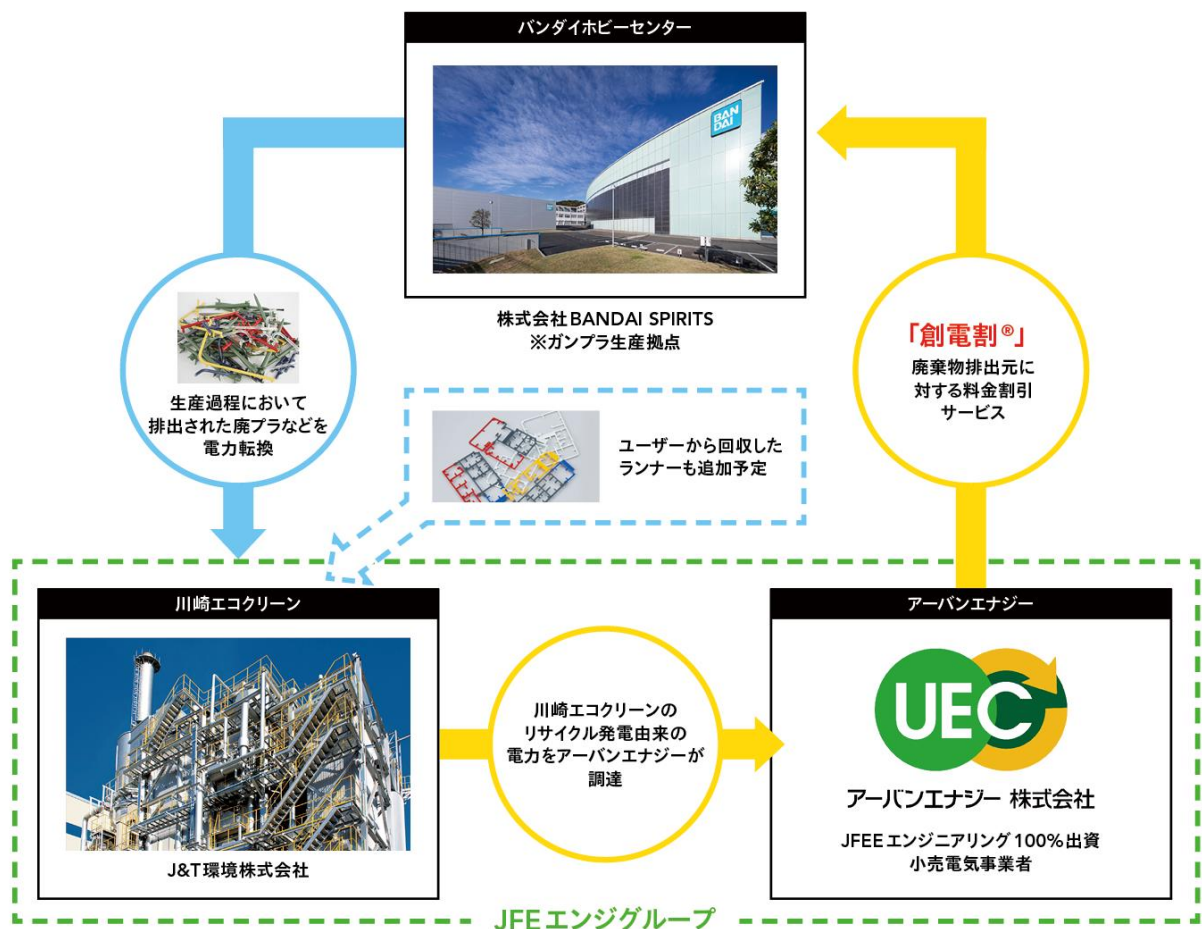 バンダイホビーセンター
BAN
DAI
株式会社BANDAI SPIRITS
※ガンプラ生産拠点
生産過程において
排出された廃プラなどを
電力転換
ユーザーから回収した
ランナーも追加予定
「創電割®」
廃棄物排出元に
対する料金割引
サービス
川崎エコクリーン
J&T環境株式会社
川崎エコクリーンの
リサイクル発電由来の
電力をアーバンエナジーが
調達
アーバンエナジー
UEC
アーバンエナジー 株式会社
JFEEエンジニアリング100%出資
小売電気事業者
JFEエンジグループ